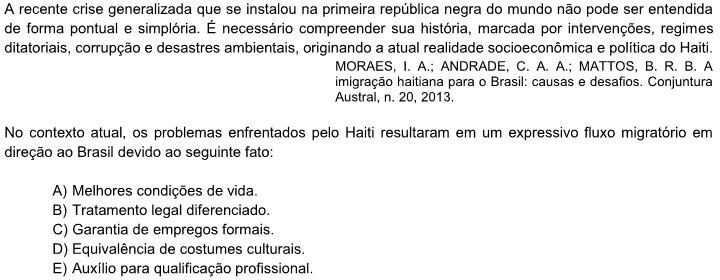 A recente crise generalizada que se instalou na primeira república negra do mundo não pode ser entendida
de forma pontual e simplória. É necessário compreender sua história, marcada por intervenções, regimes
ditatoriais, corrupção e desastres ambientais, originando a atual realidade socioeconômica e política do Haiti.
MORAES, I. A.; ANDRADE, C. A. A.; MATTOS, B. R. B. A
imigração haitiana para o Brasil: causas e desafios. Conjuntura
Austral, n. 20, 2013.
No contexto atual, os problemas enfrentados pelo Haiti resultaram em um expressivo fluxo migratório em
direção ao Brasil devido ao seguinte fato:
A) Melhores condições de vida.
B) Tratamento legal diferenciado.
C) Garantia de empregos formais.
D) Equivalência de costumes culturais.
E) Auxílio para qualificação profissional.